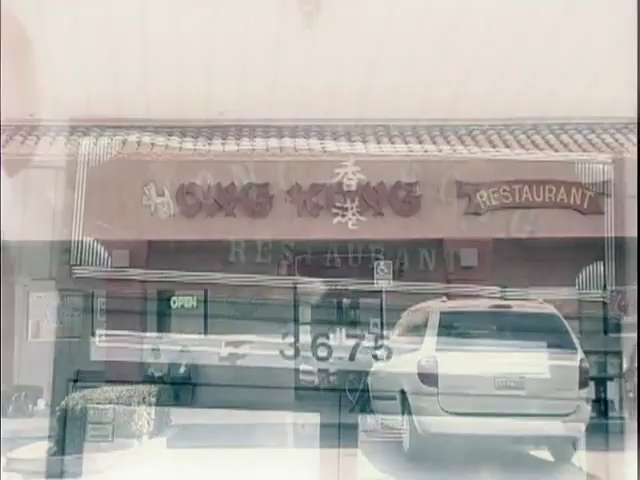 HONG KONG
香港
RESTAURANT
RESTAURANT
OPEN
3675